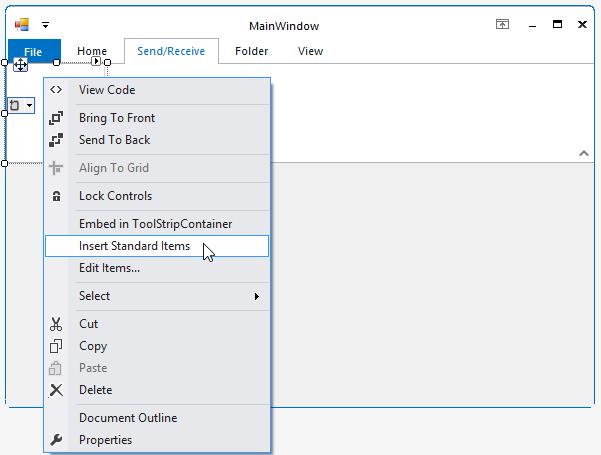 MainWindow
File Home Send/Receive Folder View
View Code
Bring To Front
Send To Back
Align To Grid
Lock Controls
Embed in ToolStripContainer
Insert Standard Items
Edit Items...
Select
Cut
Copy
Paste
Delete
Document Outline
Properties